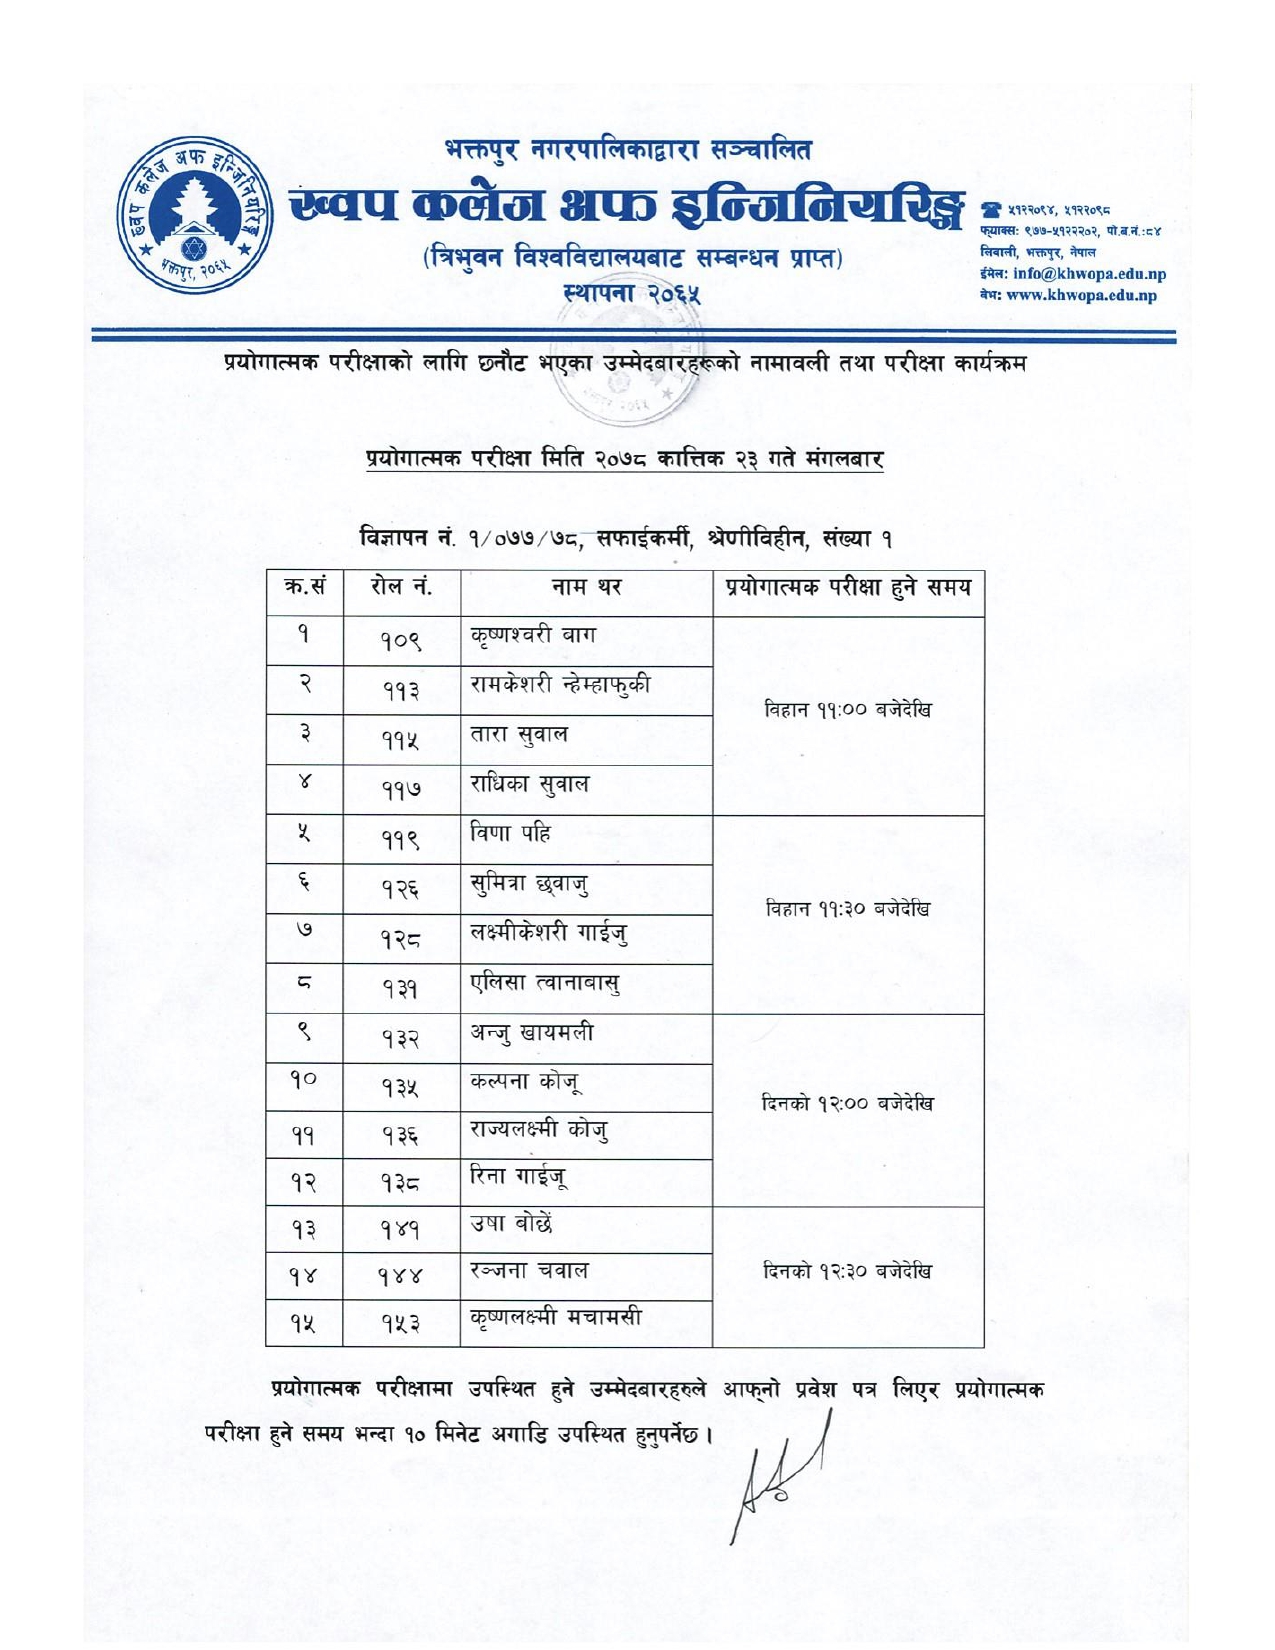 भक्तपुर नगरपालिकाद्वारा सञ्चालित
ख्वप कलेज अफ इन्जिनियरिङ्ग
(त्रिभुवन विश्वविद्यालयबाट सम्बन्धन प्राप्त)
स्थापना २०६५
ख्वप कलेज अफ इन्जिनियरिङ्ग
भक्तपुर, २०६५
☎ ५१२२०९४, ५१२२०९८
फ्याक्स: ९७७-५१२२२०२, पो.ब.नं.:८४
लिवाली, भक्तपुर, नेपाल
ईमेल: info@khwopa.edu.np
वेभ: www.khwopa.edu.np
प्रयोगात्मक परीक्षाको लागि छनौट भएका उम्मेदबारहरूको नामावली तथा परीक्षा कार्यक्रम
प्रयोगात्मक परीक्षा मिति २०७८ कात्तिक २३ गते मंगलबार
विज्ञापन नं. १/०७७/७८, सफाईकर्मी, श्रेणीविहीन, संख्या १
क्र.सं रोल नं. नाम थर प्रयोगात्मक परीक्षा हुने समय
१ १०९ कृष्णश्वरी बाग
२ ११३ रामकेशरी न्हेम्हाफुकी
विहान ११:०० बजेदेखि
३ ११५ तारा सुवाल
४ ११७ राधिका सुवाल
५ ११९ विणा पहि
६ १२६ सुमित्रा छ्वाजु
विहान ११:३० बजेदेखि
७ १२८ लक्ष्मीकेशरी गाईजु
८ १३१ एलिसा त्वानाबासु
९ १३२ अन्जु खायमली
१० १३५ कल्पना कोजू
दिनको १२:०० बजेदेखि
११ १३६ राज्यलक्ष्मी कोजु
१२ १३८ रिना गाईजू
१३ १४१ उषा बोछें
१४ १४४ रञ्जना चवाल दिनको १२:३० बजेदेखि
१५ १५३ कृष्णलक्ष्मी मचामसी
प्रयोगात्मक परीक्षामा उपस्थित हुने उम्मेदबारहरुले आफ्नो प्रवेश पत्र लिएर प्रयोगात्मक
परीक्षा हुने समय भन्दा १० मिनेट अगाडि उपस्थित हुनुपर्नेछ ।